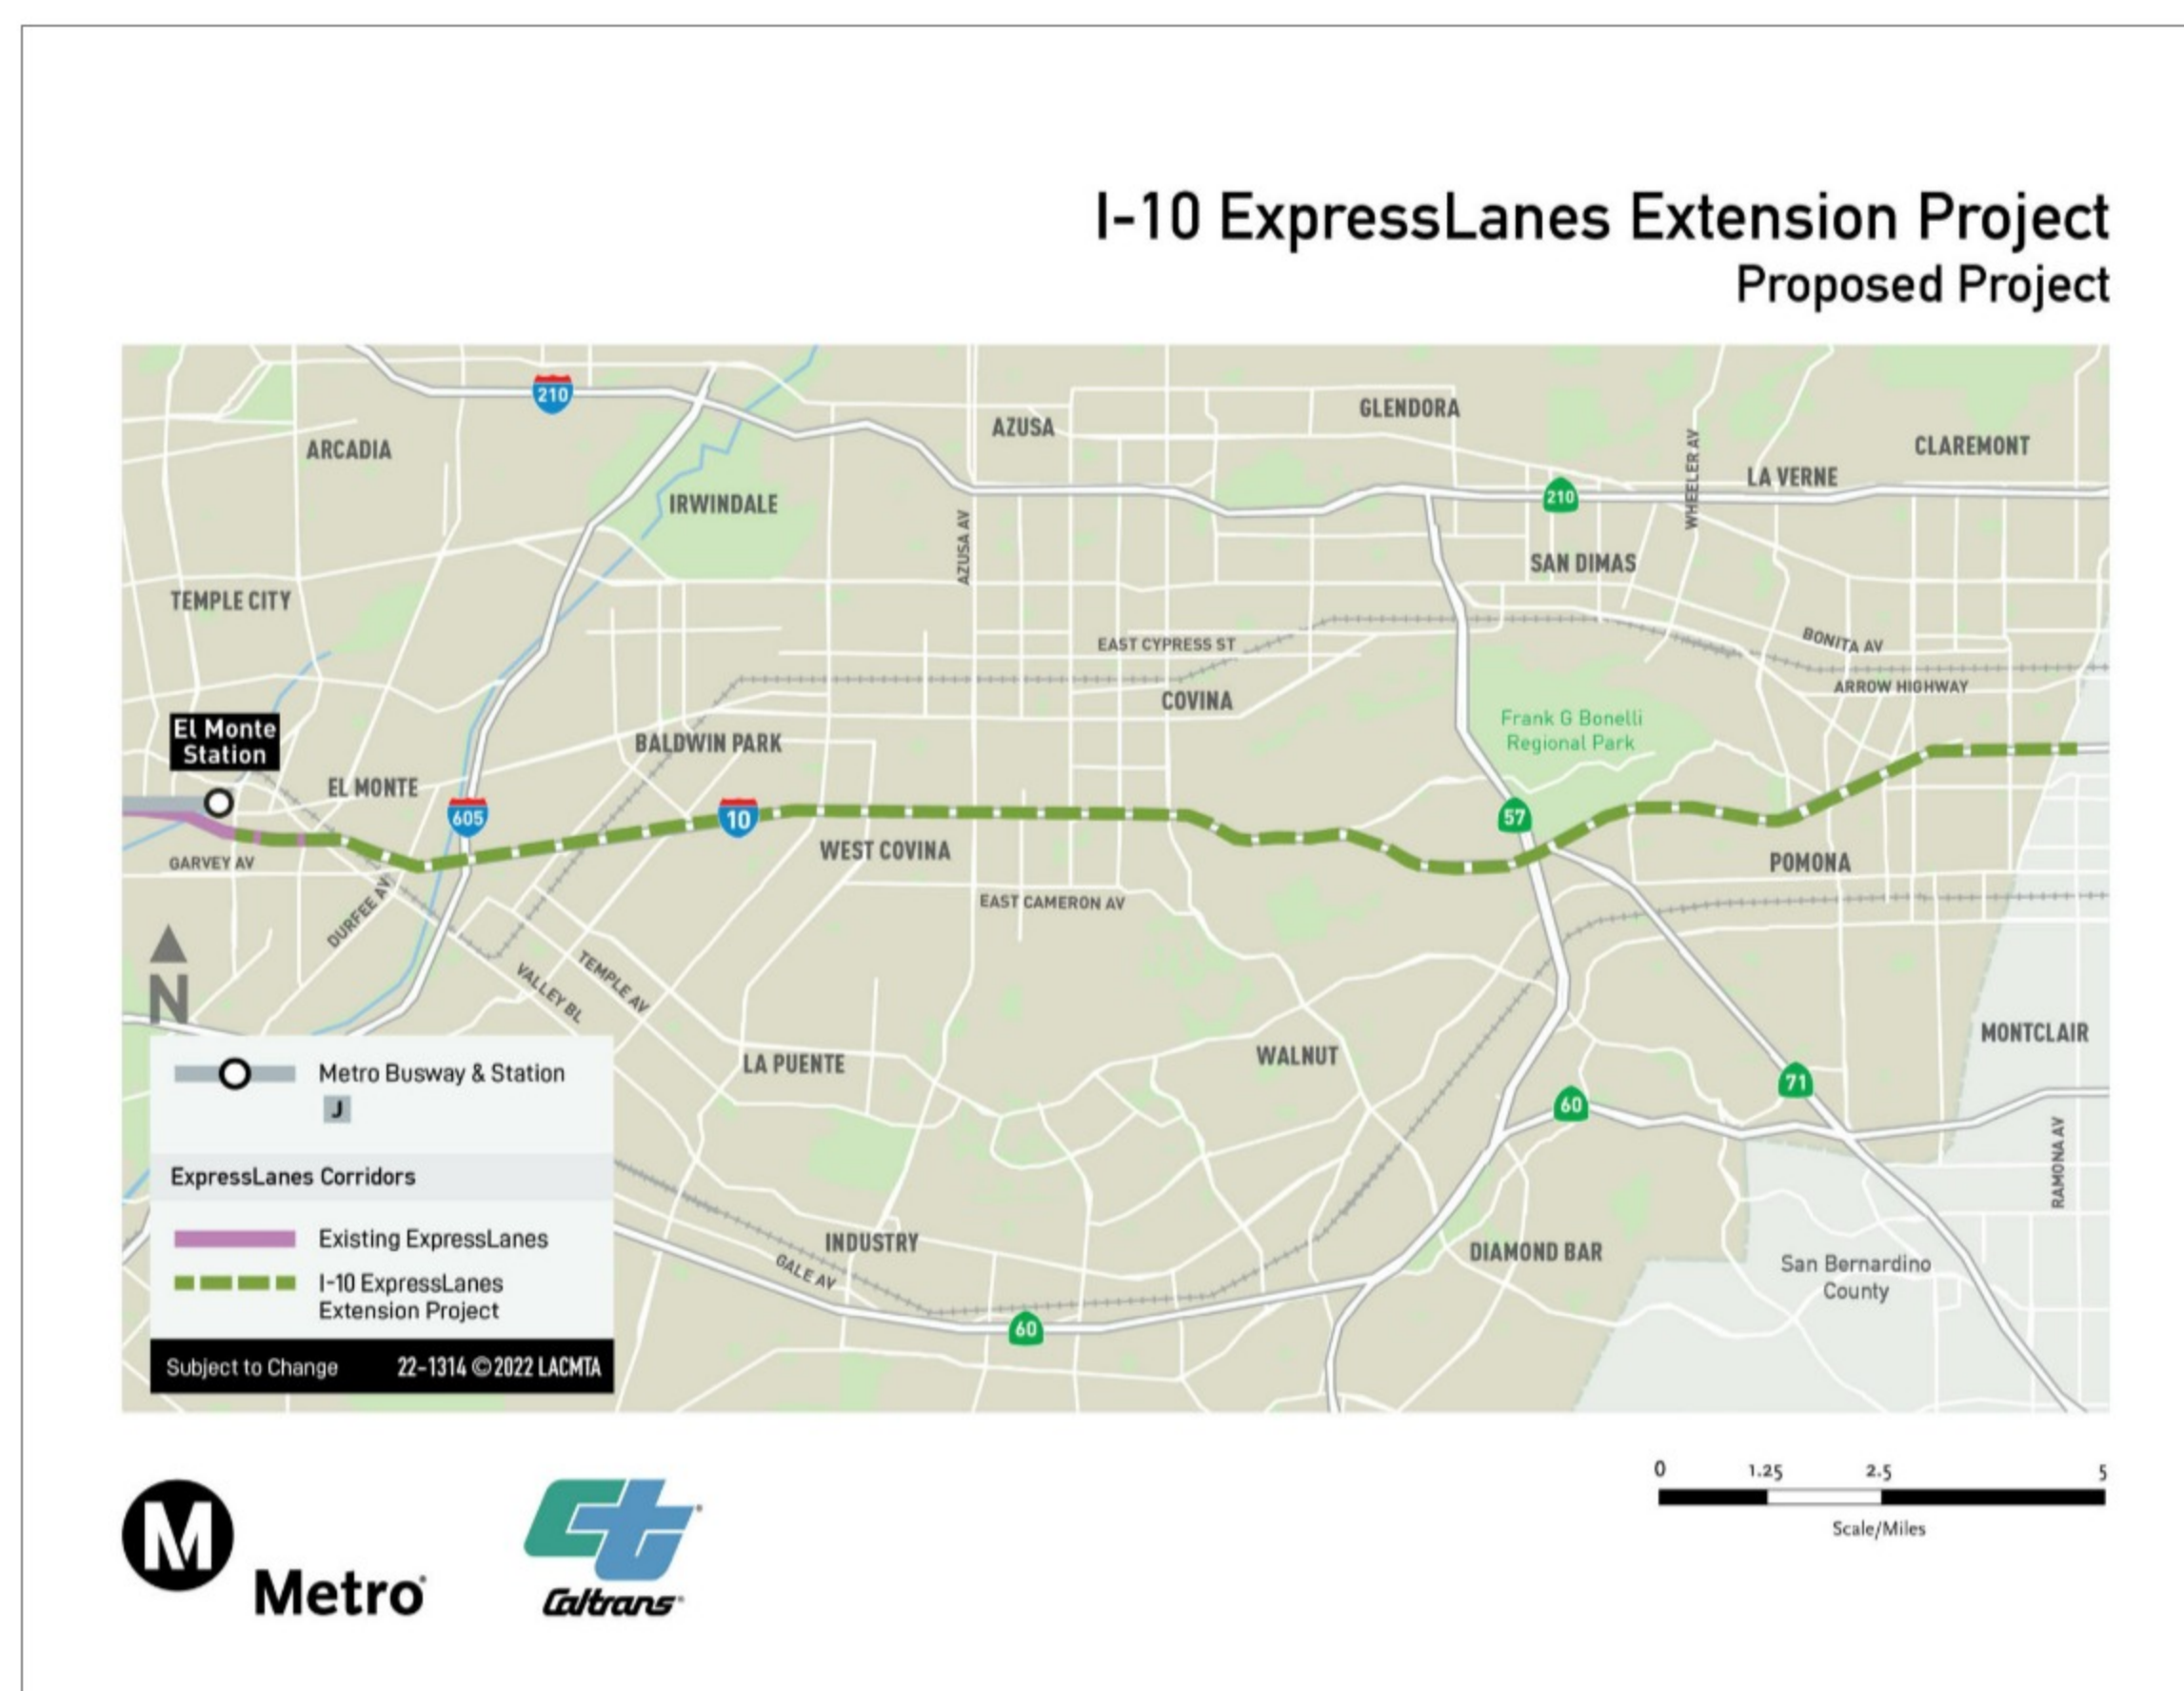 I-10 ExpressLanes Extension Project
Proposed Project
210
ARCADIA
AZUSA
GLENDORA
CLAREMONT
LA VERNE
WHEELER AV
210
IRWINDALE
AZUSA AV
SAN DIMAS
TEMPLE CITY
EAST CYPRESS ST
BONITA AV
ARROW HIGHWAY
COVINA
Frank G Bonelli
Regional Park
El Monte
Station
BALDWIN PARK
EL MONTE
605
10
57
WEST COVINA
POMONA
GARVEY AV
DURFEE AV
EAST CAMERON AV
N
VALLEY BL
TEMPLE AV
MONTCLAIR
LA PUENTE
WALNUT
71
60
RAMONA AV
INDUSTRY
GALE AV
DIAMOND BAR
San Bernardino
County
60
Metro Busway & Station
J
ExpressLanes Corridors
Existing ExpressLanes
I-10 ExpressLanes
Extension Project
Subject to Change 22-1314 ©2022 LACMTA
0 1.25 2.5 5
Scale/Miles
M
Metro®
Ct®
Caltrans®